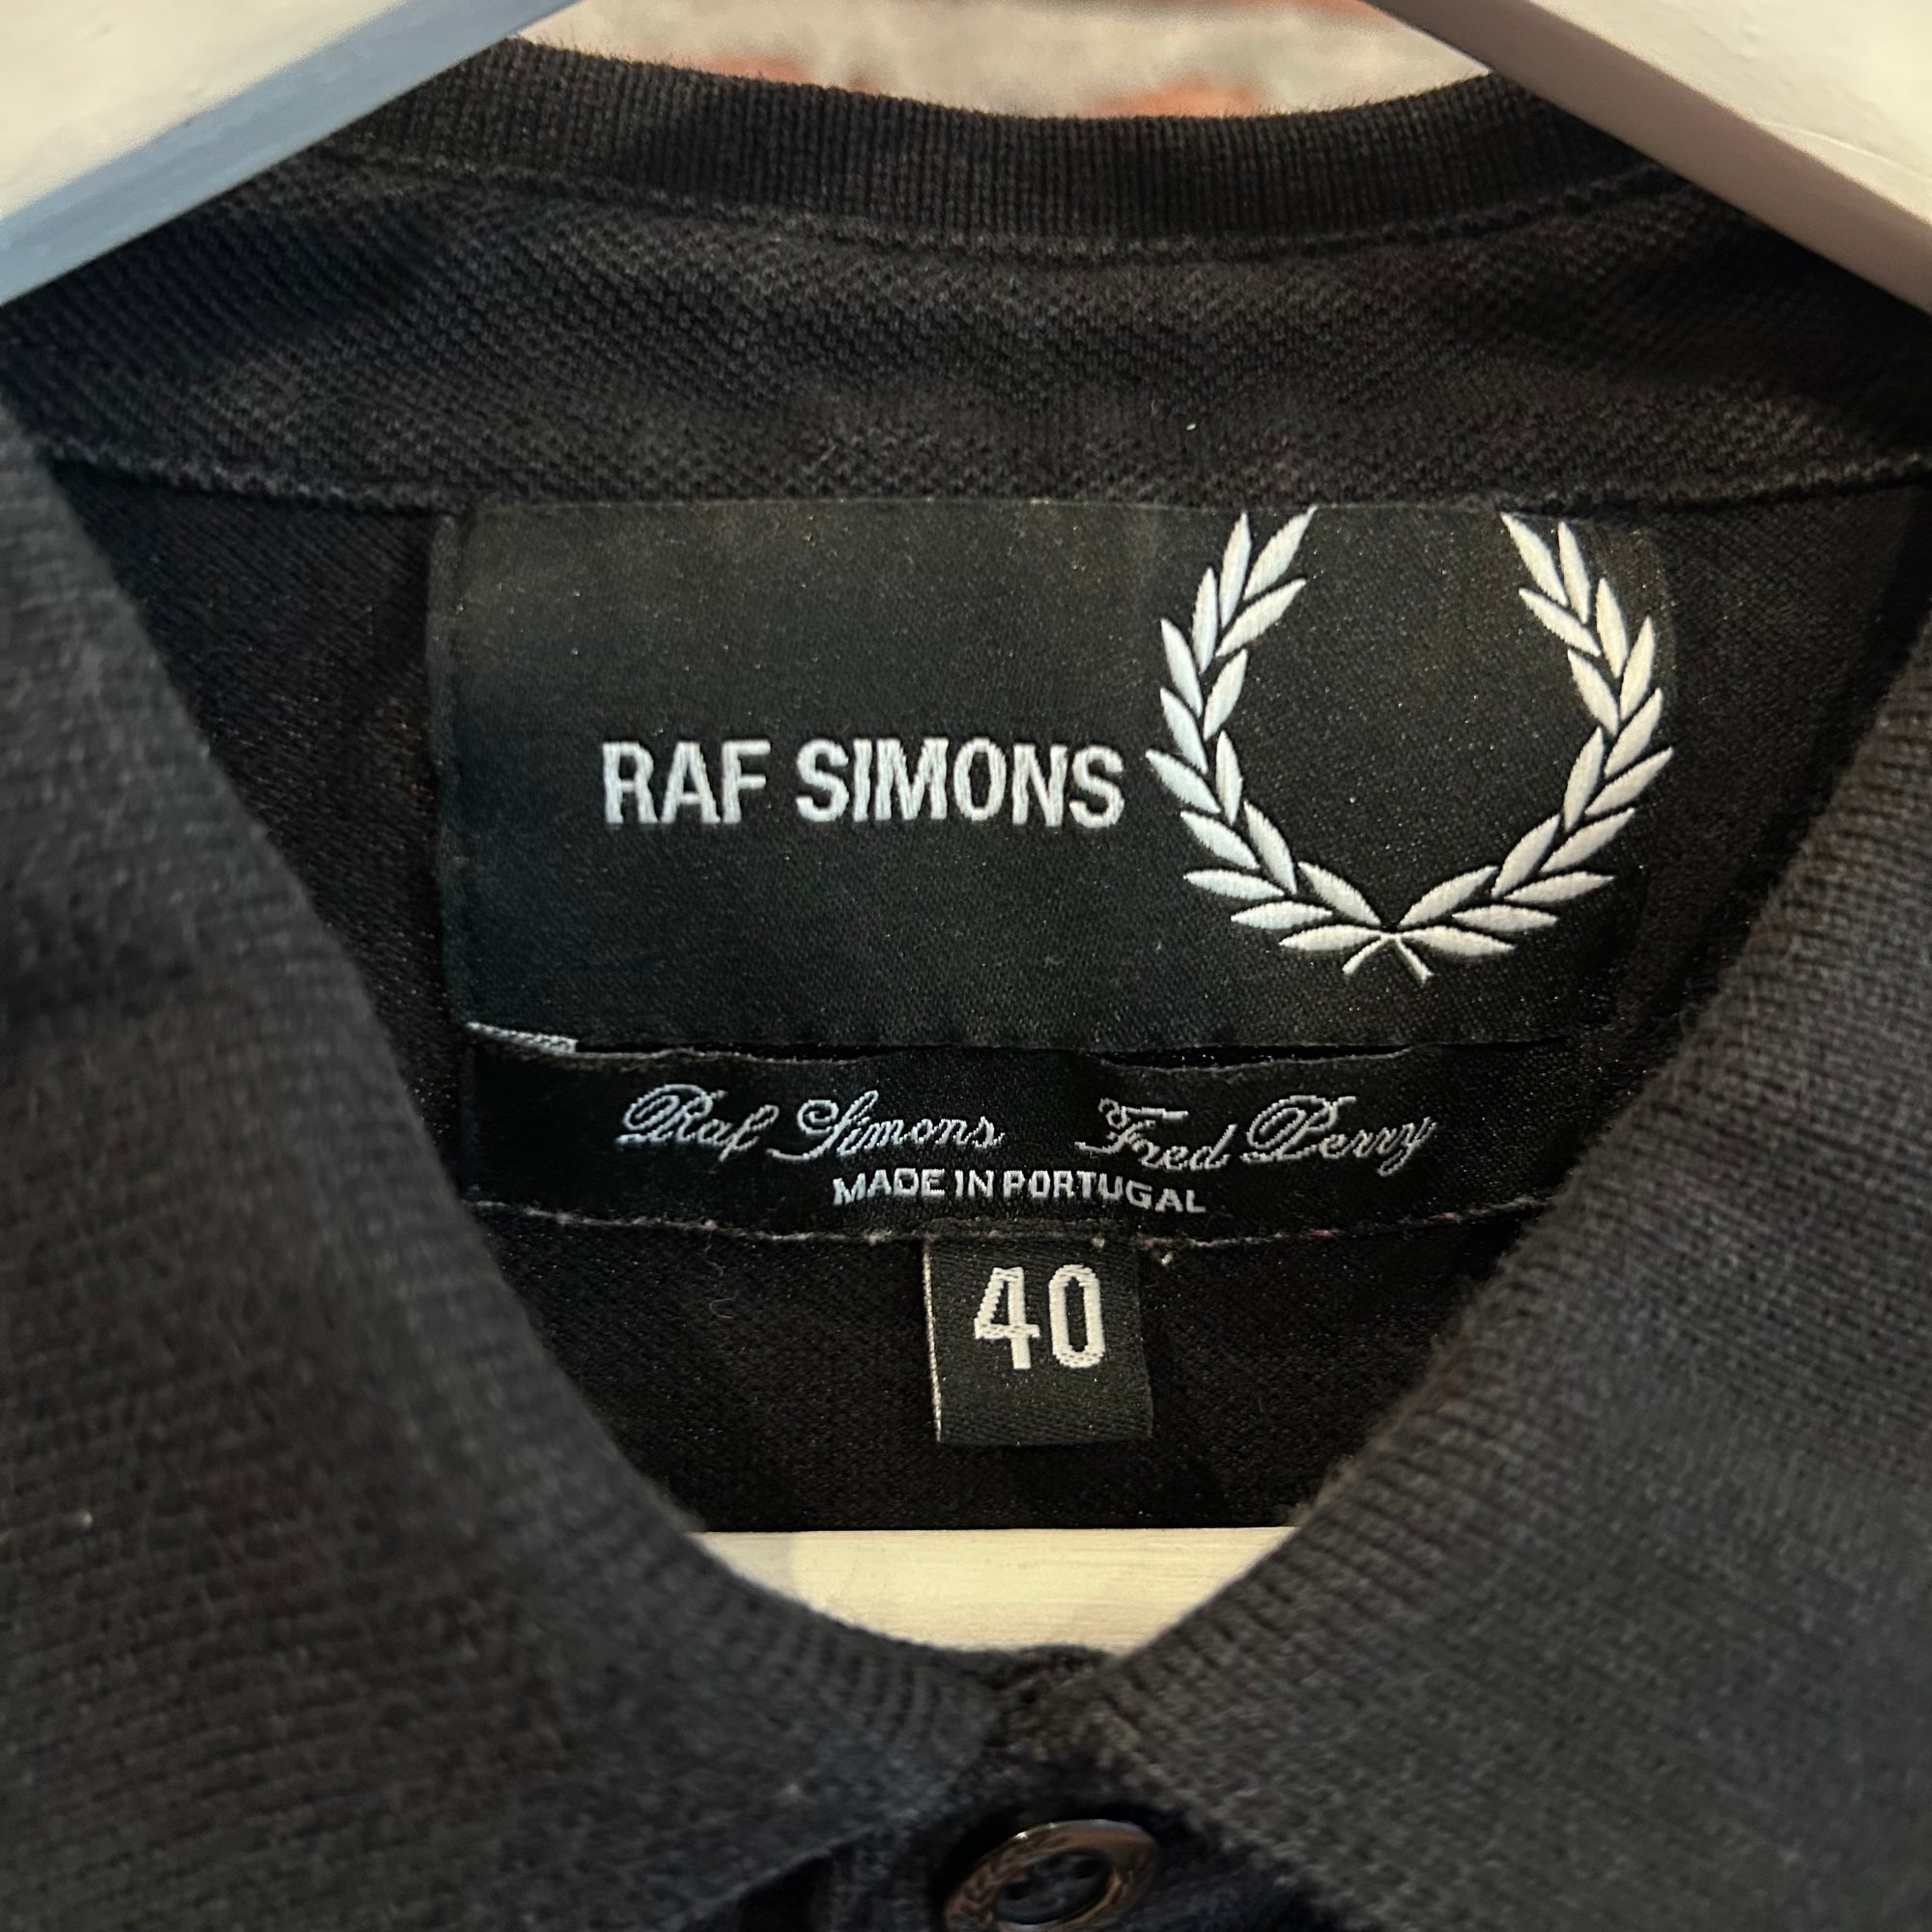 RAF SIMONS
Raf Simons Fred Perry
MADE IN PORTUGAL
40